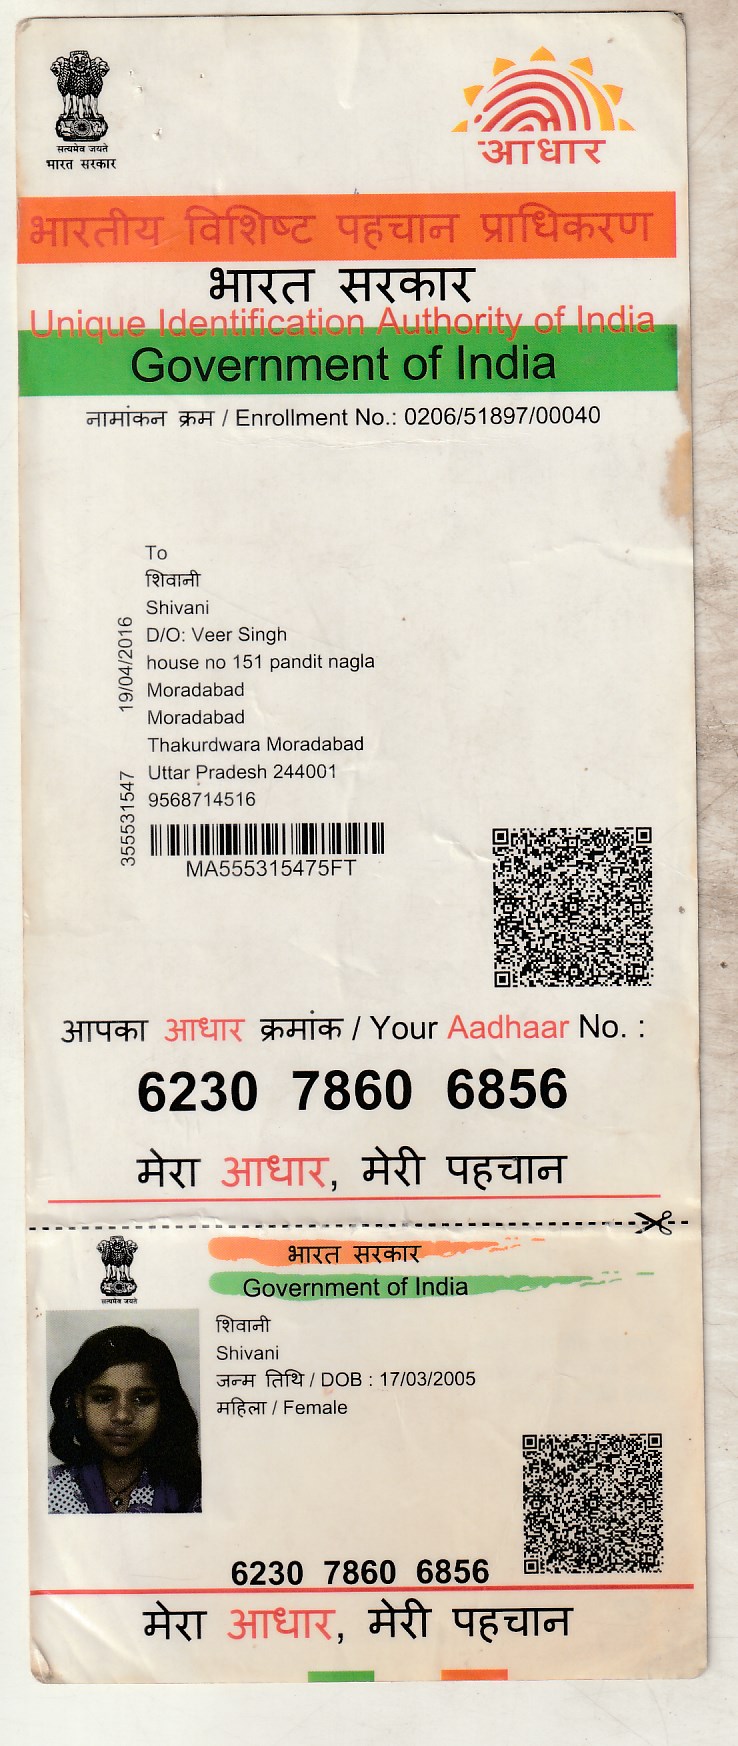 सत्यमेव जयते
भारत सरकार
आधार
भारतीय विशिष्ट पहचान प्राधिकरण
भारत सरकार
Unique Identification Authority of India
Government of India
नामांकन क्रम / Enrollment No.: 0206/51897/00040
To
शिवानी
Shivani
D/O: Veer Singh
house no 151 pandit nagla
Moradabad
Moradabad
Thakurdwara Moradabad
Uttar Pradesh 244001
9568714516
19/04/2016
355531547
MA555315475FT
आपका आधार क्रमांक / Your Aadhaar No. :
6230 7860 6856
मेरा आधार, मेरी पहचान
सत्यमेव जयते
भारत सरकार
Government of India
शिवानी
Shivani
जन्म तिथि / DOB : 17/03/2005
महिला / Female
6230 7860 6856
मेरा आधार, मेरी पहचान